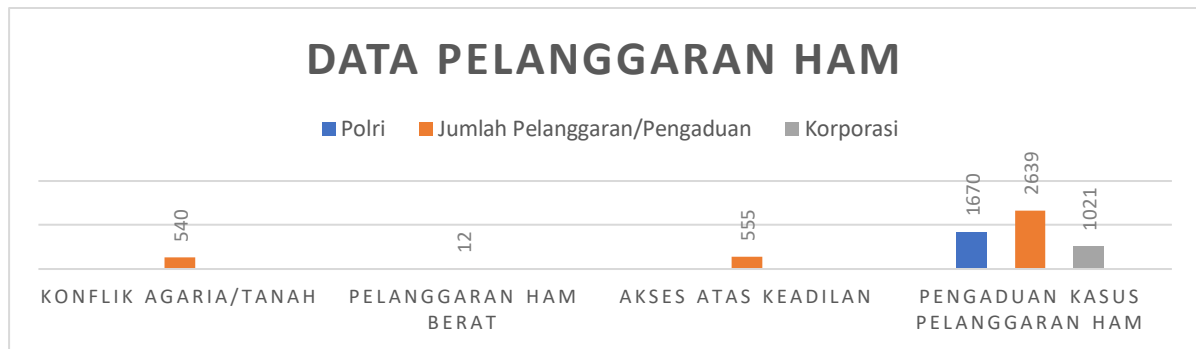 DATA PELANGGARAN HAM
Polri Jumlah Pelanggaran/Pengaduan Korporasi
540
12
555
1670
2639
1021
KONFLIK AGARIA/TANAH
PELANGGARAN HAM
BERAT
AKSES ATAS KEADILAN
PENGADUAN KASUS
PELANGGARAN HAM